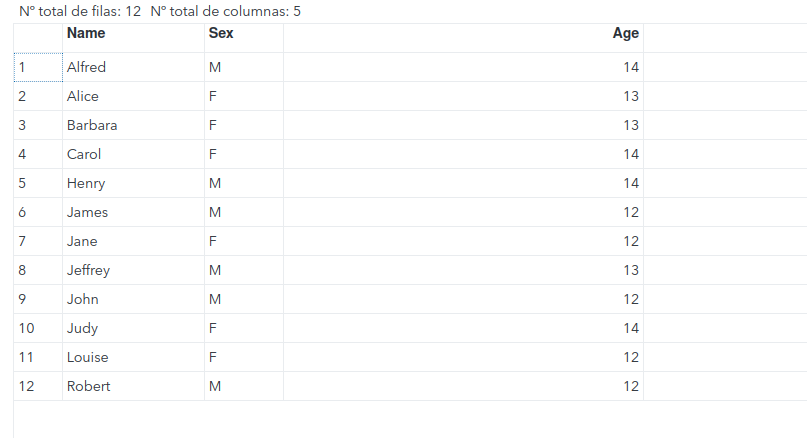 Nº total de filas: 12 Nº total de columnas: 5
Name Sex Age
1 Alfred M 14
2 Alice F 13
3 Barbara F 13
4 Carol F 14
5 Henry M 14
6 James M 12
7 Jane F 12
8 Jeffrey M 13
9 John M 12
10 Judy F 14
11 Louise F 12
12 Robert M 12